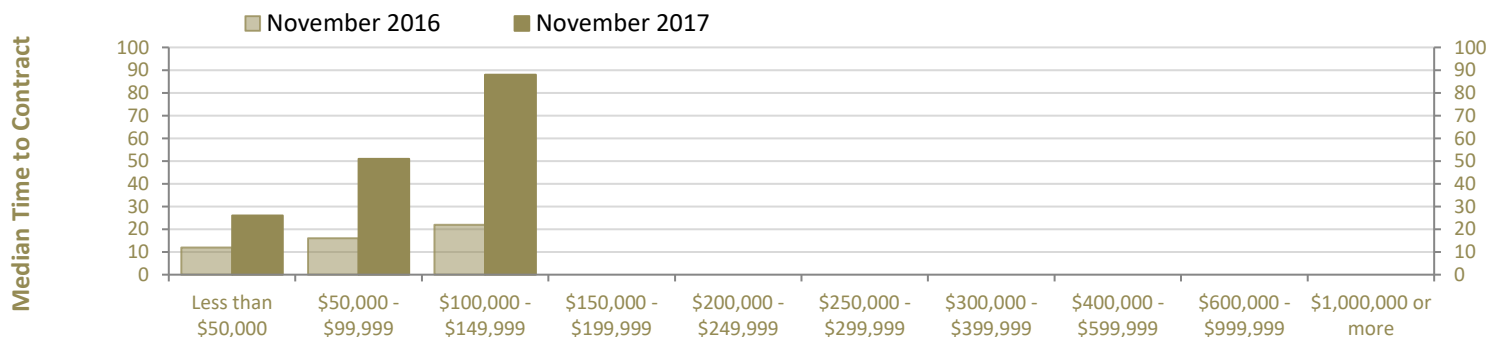 November 2016 November 2017
Median Time to Contract
100 100
90 90
80 80
70 70
60 60
50 50
40 40
30 30
20 20
10 10
0 0
Less than $50,000 - $100,000 - $150,000 - $200,000 - $250,000 - $300,000 - $400,000 - $600,000 - $1,000,000 or
$50,000 $99,999 $149,999 $199,999 $249,999 $299,999 $399,999 $599,999 $999,999 more